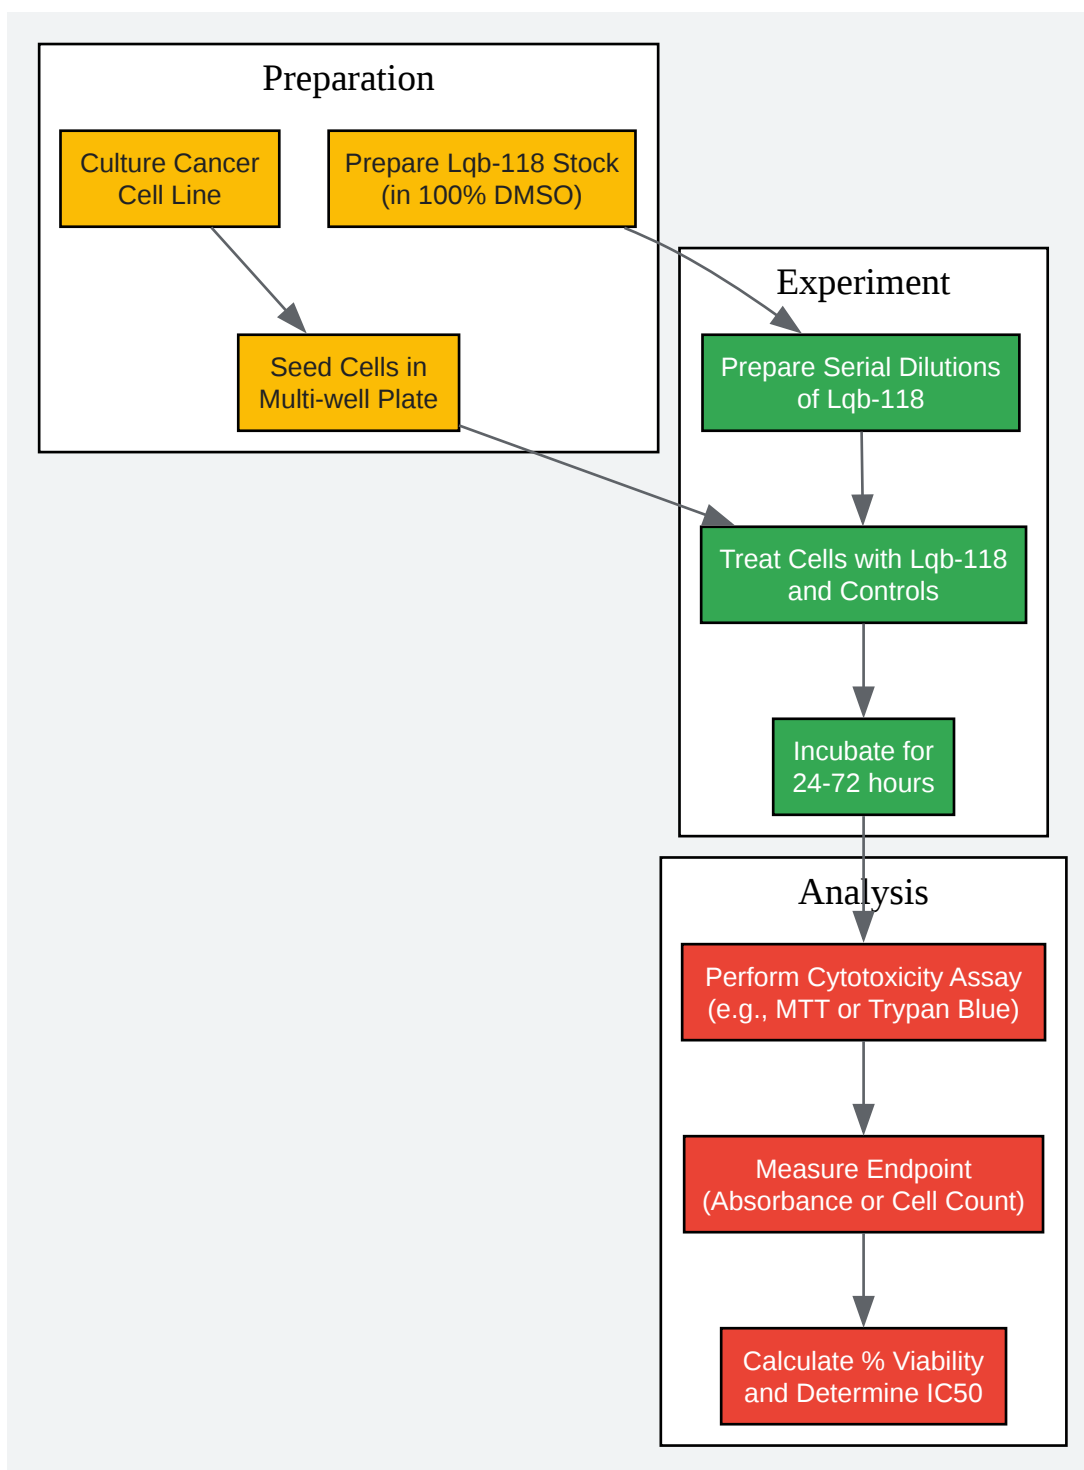 Preparation
Culture Cancer
Cell Line
Prepare Lqb-118 Stock
(in 100% DMSO)
Seed Cells in
Multi-well Plate
Experiment
Prepare Serial Dilutions
of Lqb-118
Treat Cells with Lqb-118
and Controls
Incubate for
24-72 hours
Analysis
Perform Cytotoxicity Assay
(e.g., MTT or Trypan Blue)
Measure Endpoint
(Absorbance or Cell Count)
Calculate % Viability
and Determine IC50